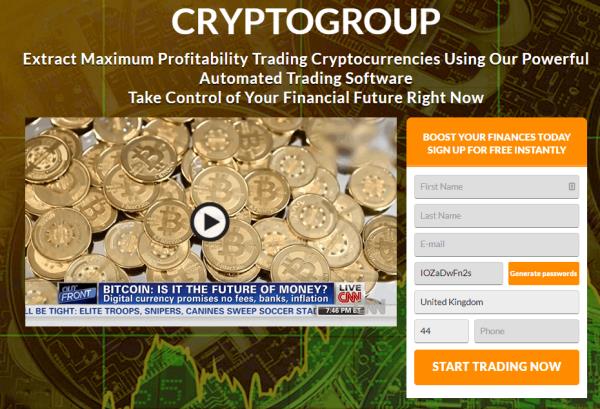 CRYPTOGROUP
Extract Maximum Profitability Trading Cryptocurrencies Using Our Powerful
Automated Trading Software
Take Control of Your Financial Future Right Now
BOOST YOUR FINANCES TODAY
SIGN UP FOR FREE INSTANTLY
First Name
Last Name
E-mail
IOZaDwFn2s
Generate passwords
United Kingdom
44
Phone
START TRADING NOW
OUT
FRONT
BITCOIN: IS IT THE FUTURE OF MONEY?
Digital currency promises no fees, banks, inflation
LIVE
CNN
LL BE TIGHT: ELITE TROOPS, SNIPERS, CANINES SWEEP SOCCER STA
7:46 PM ET